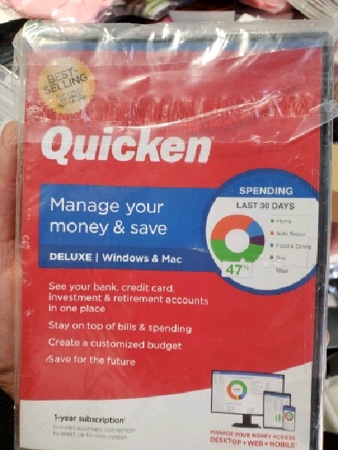 BEST-
SELLING
Quicken
Manage your
money & save
DELUXE | Windows & Mac
SPENDING
LAST 30 DAYS
Home
Auto Repair
Food & Dining
47%
Total
See your bank, credit card,
investment & retirement accounts
in one place
Stay on top of bills & spending
Create a customized budget
Save for the future
1-year subscription
MANAGE YOUR MONEY ACROSS
DESKTOP • WEB • MOBILE